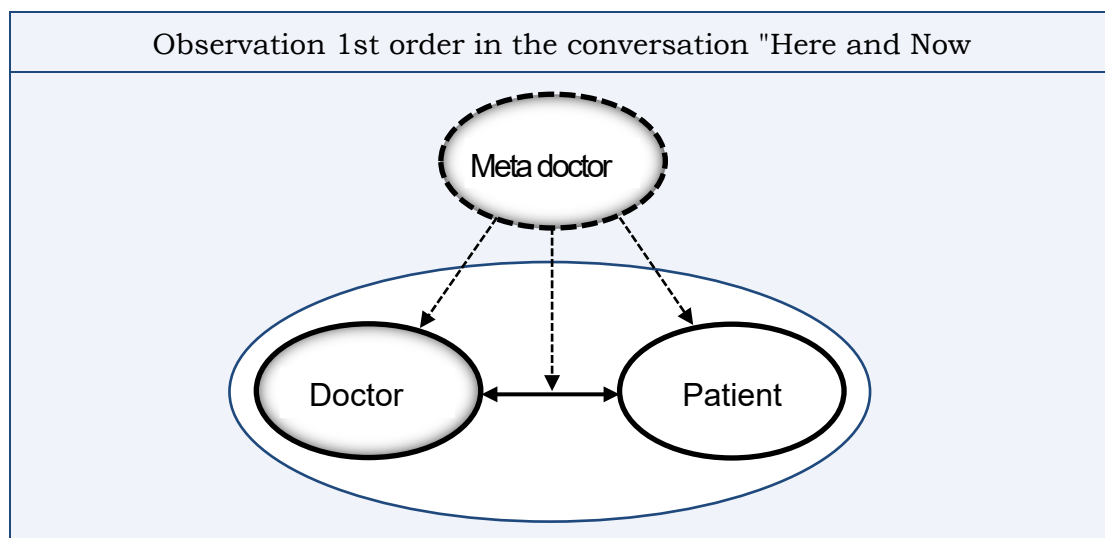 Observation 1st order in the conversation "Here and Now
Meta doctor
Doctor
Patient